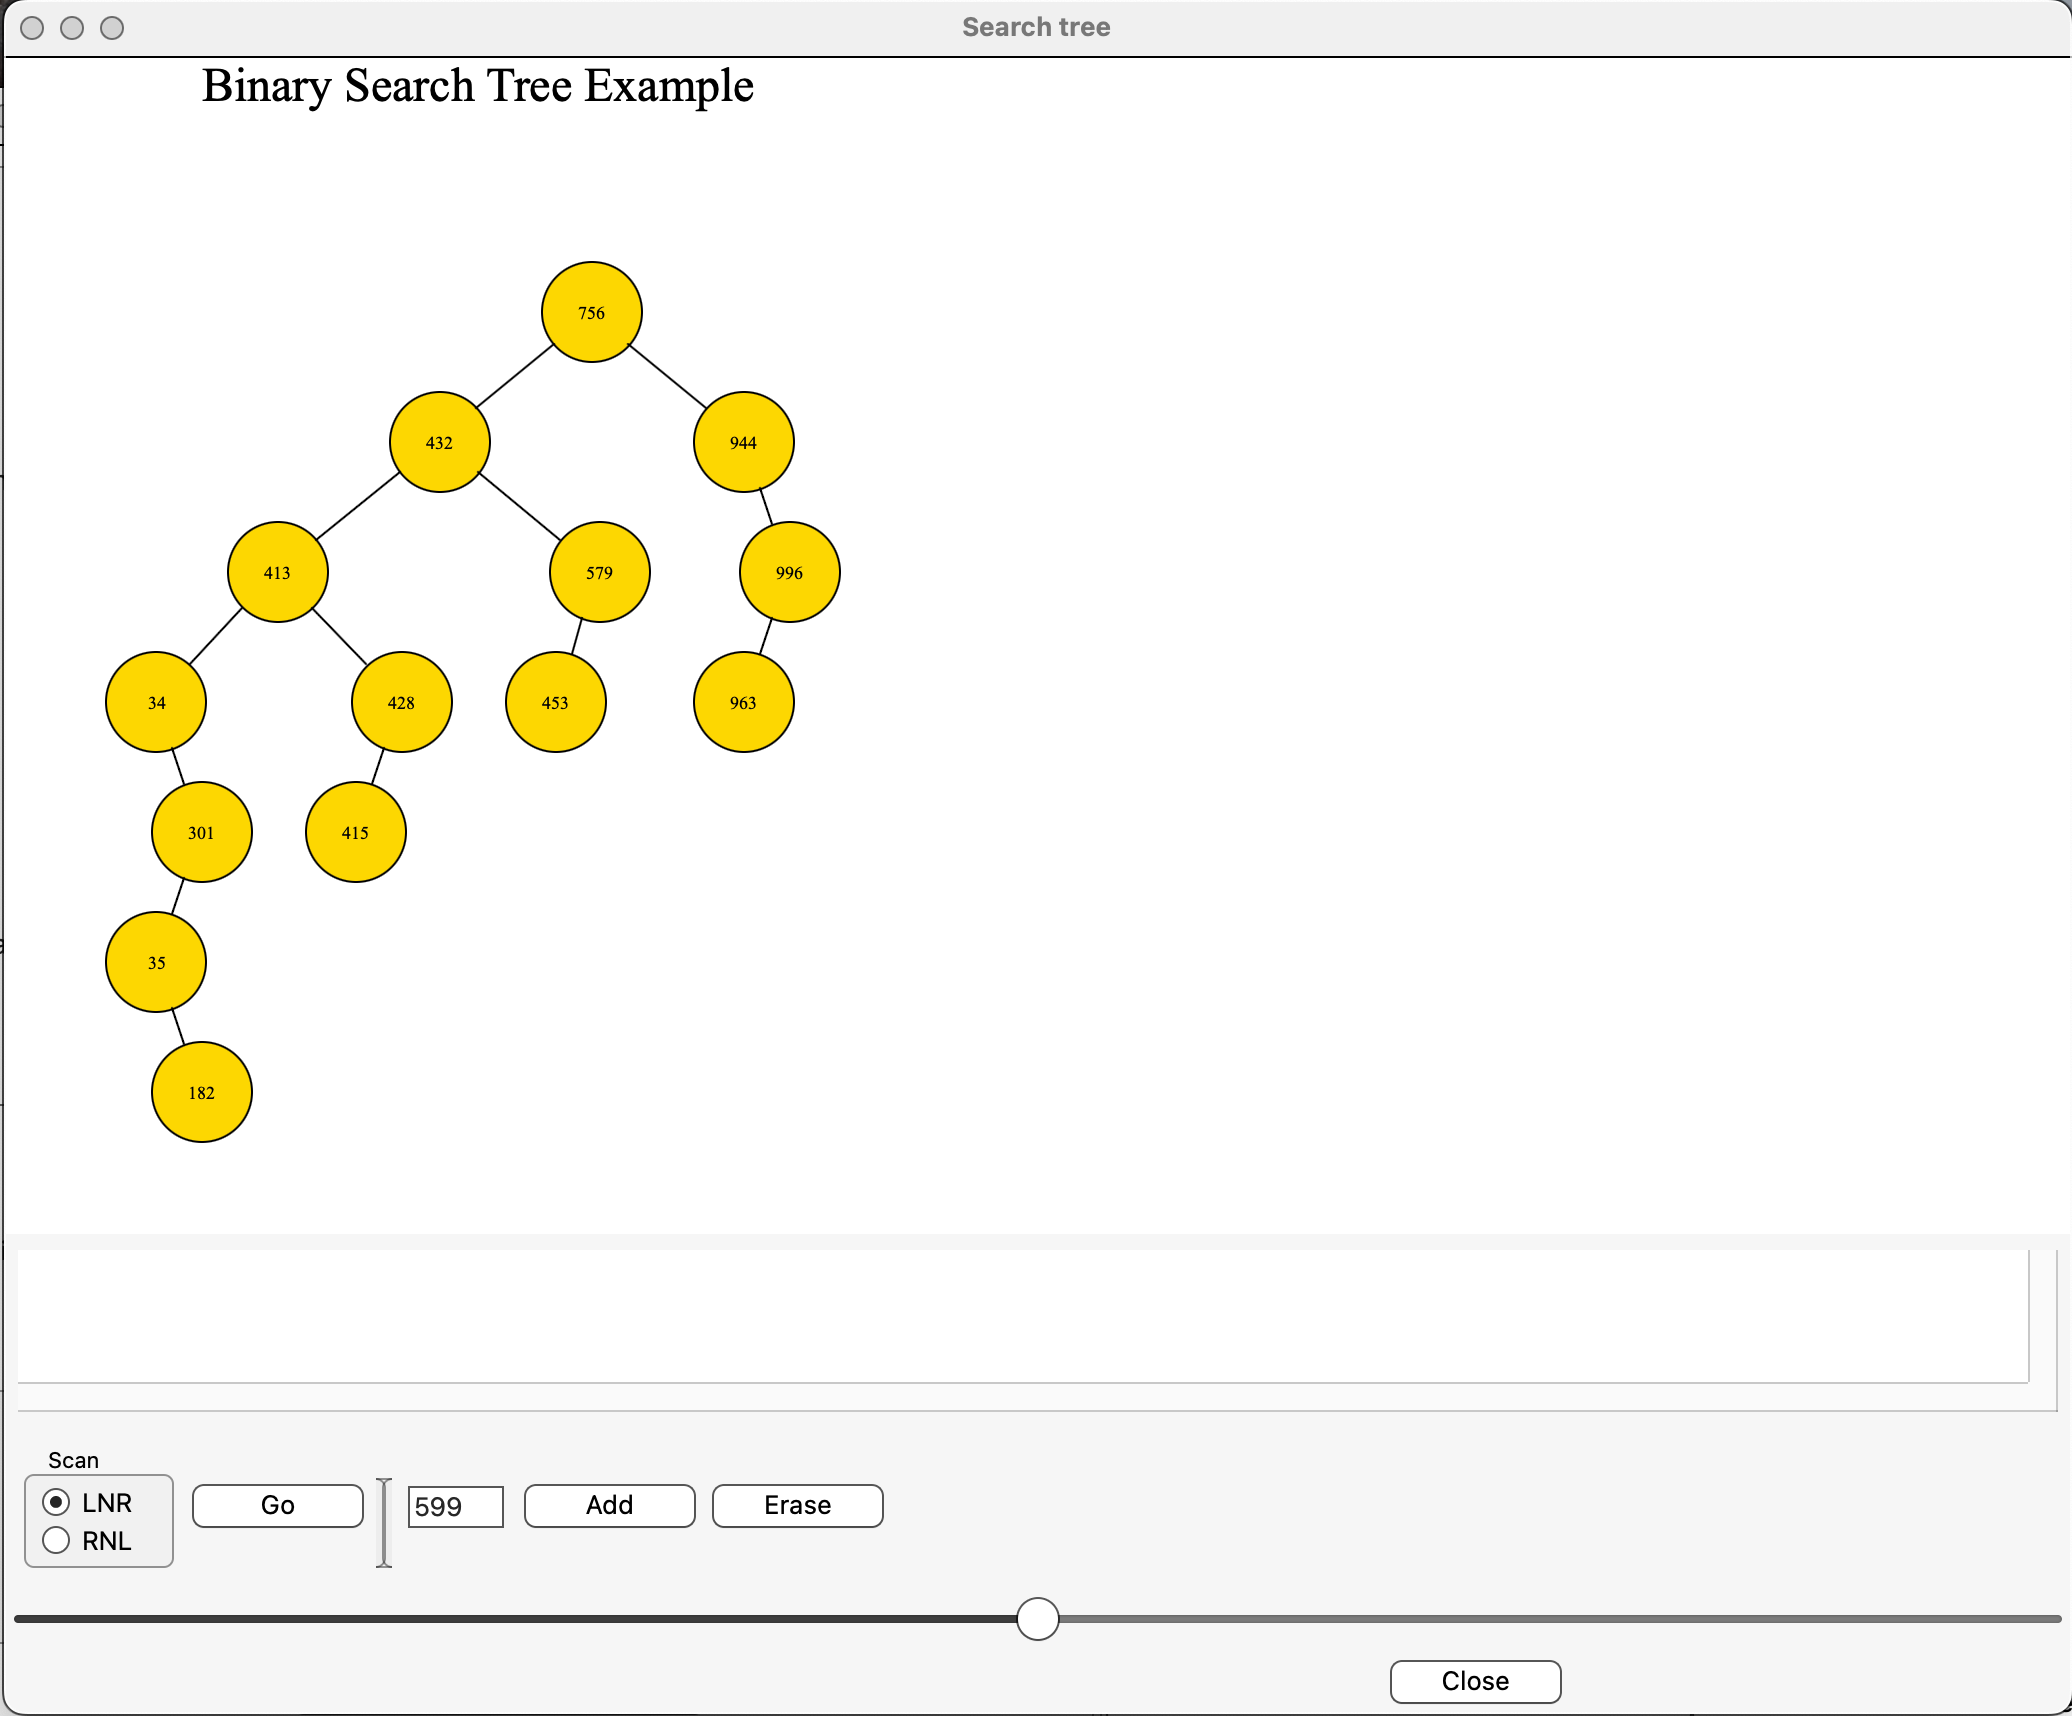 Search tree
Binary Search Tree Example
756
432
944
413
579
996
34
428
453
963
301
415
35
182
Scan
LNR
RNL
Go
599
Add
Erase
Close